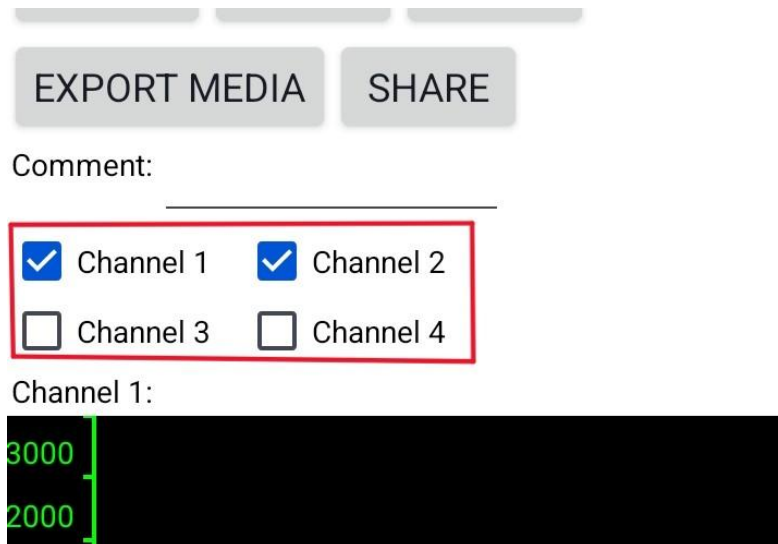 EXPORT MEDIA SHARE
Comment:
Channel 1 Channel 2
Channel 3 Channel 4
Channel 1:
3000
2000